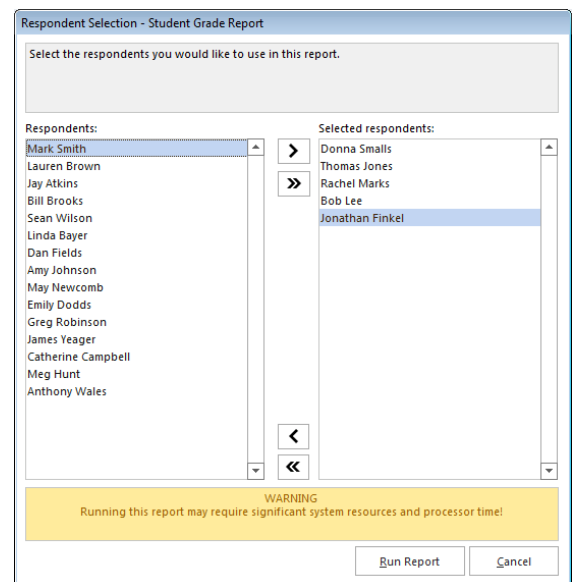 Respondent Selection - Student Grade Report
Select the respondents you would like to use in this report.
Respondents:
Mark Smith
Lauren Brown
Jay Atkins
Bill Brooks
Sean Wilson
Linda Bayer
Dan Fields
Amy Johnson
May Newcomb
Emily Dodds
Greg Robinson
James Yeager
Catherine Campbell
Meg Hunt
Anthony Wales
Selected respondents:
Donna Smalls
Thomas Jones
Rachel Marks
Bob Lee
Jonathan Finkel
WARNING
Running this report may require significant system resources and processor time!
Run Report
Cancel